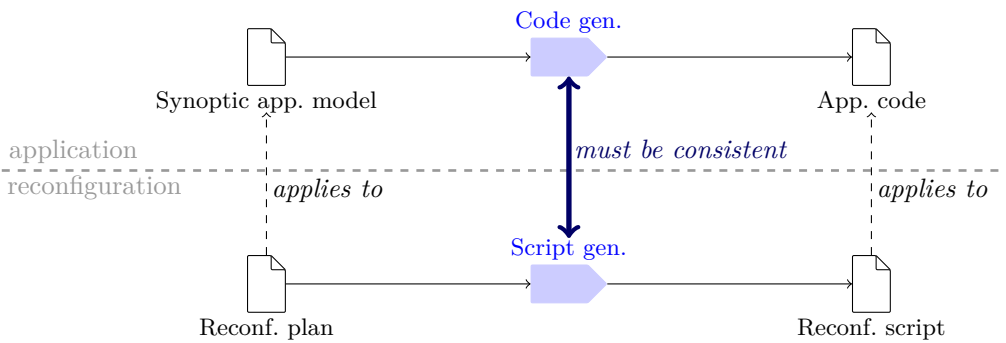 Code gen.
Synoptic app. model
App. code
application
must be consistent
reconfiguration
applies to
applies to
Script gen.
Reconf. plan
Reconf. script